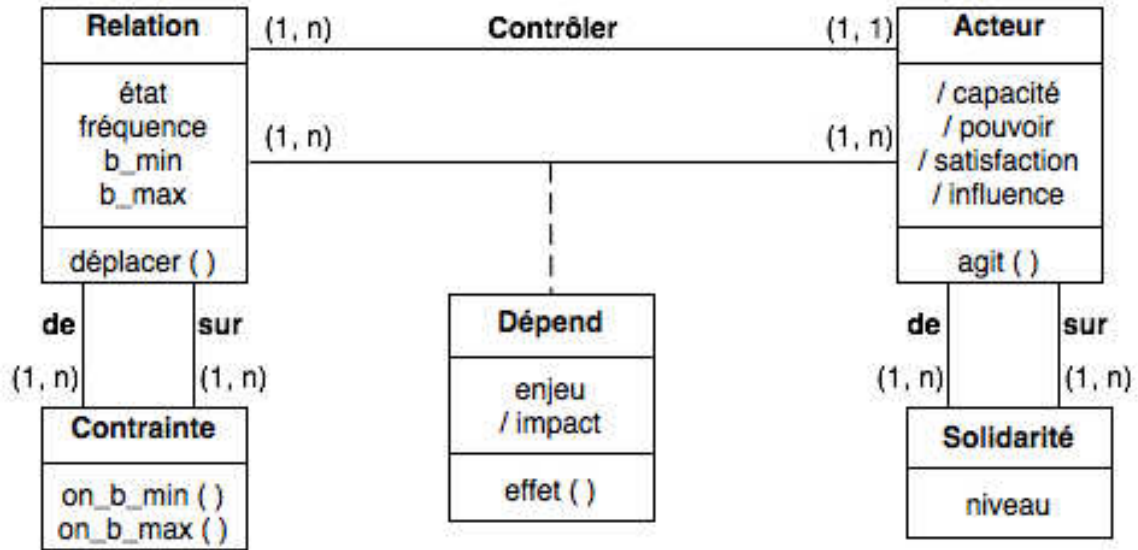 Relation
(1, n)
Contrôler
(1, 1)
Acteur
état
fréquence
b_min
b_max
(1, n)
(1, n)
/ capacité
/ pouvoir
/ satisfaction
/ influence
déplacer ( )
agit ( )
de
sur
(1, n)
(1, n)
Dépend
enjeu
/ impact
effet ( )
de
sur
(1, n)
(1, n)
Contrainte
on_b_min ( )
on_b_max ( )
Solidarité
niveau